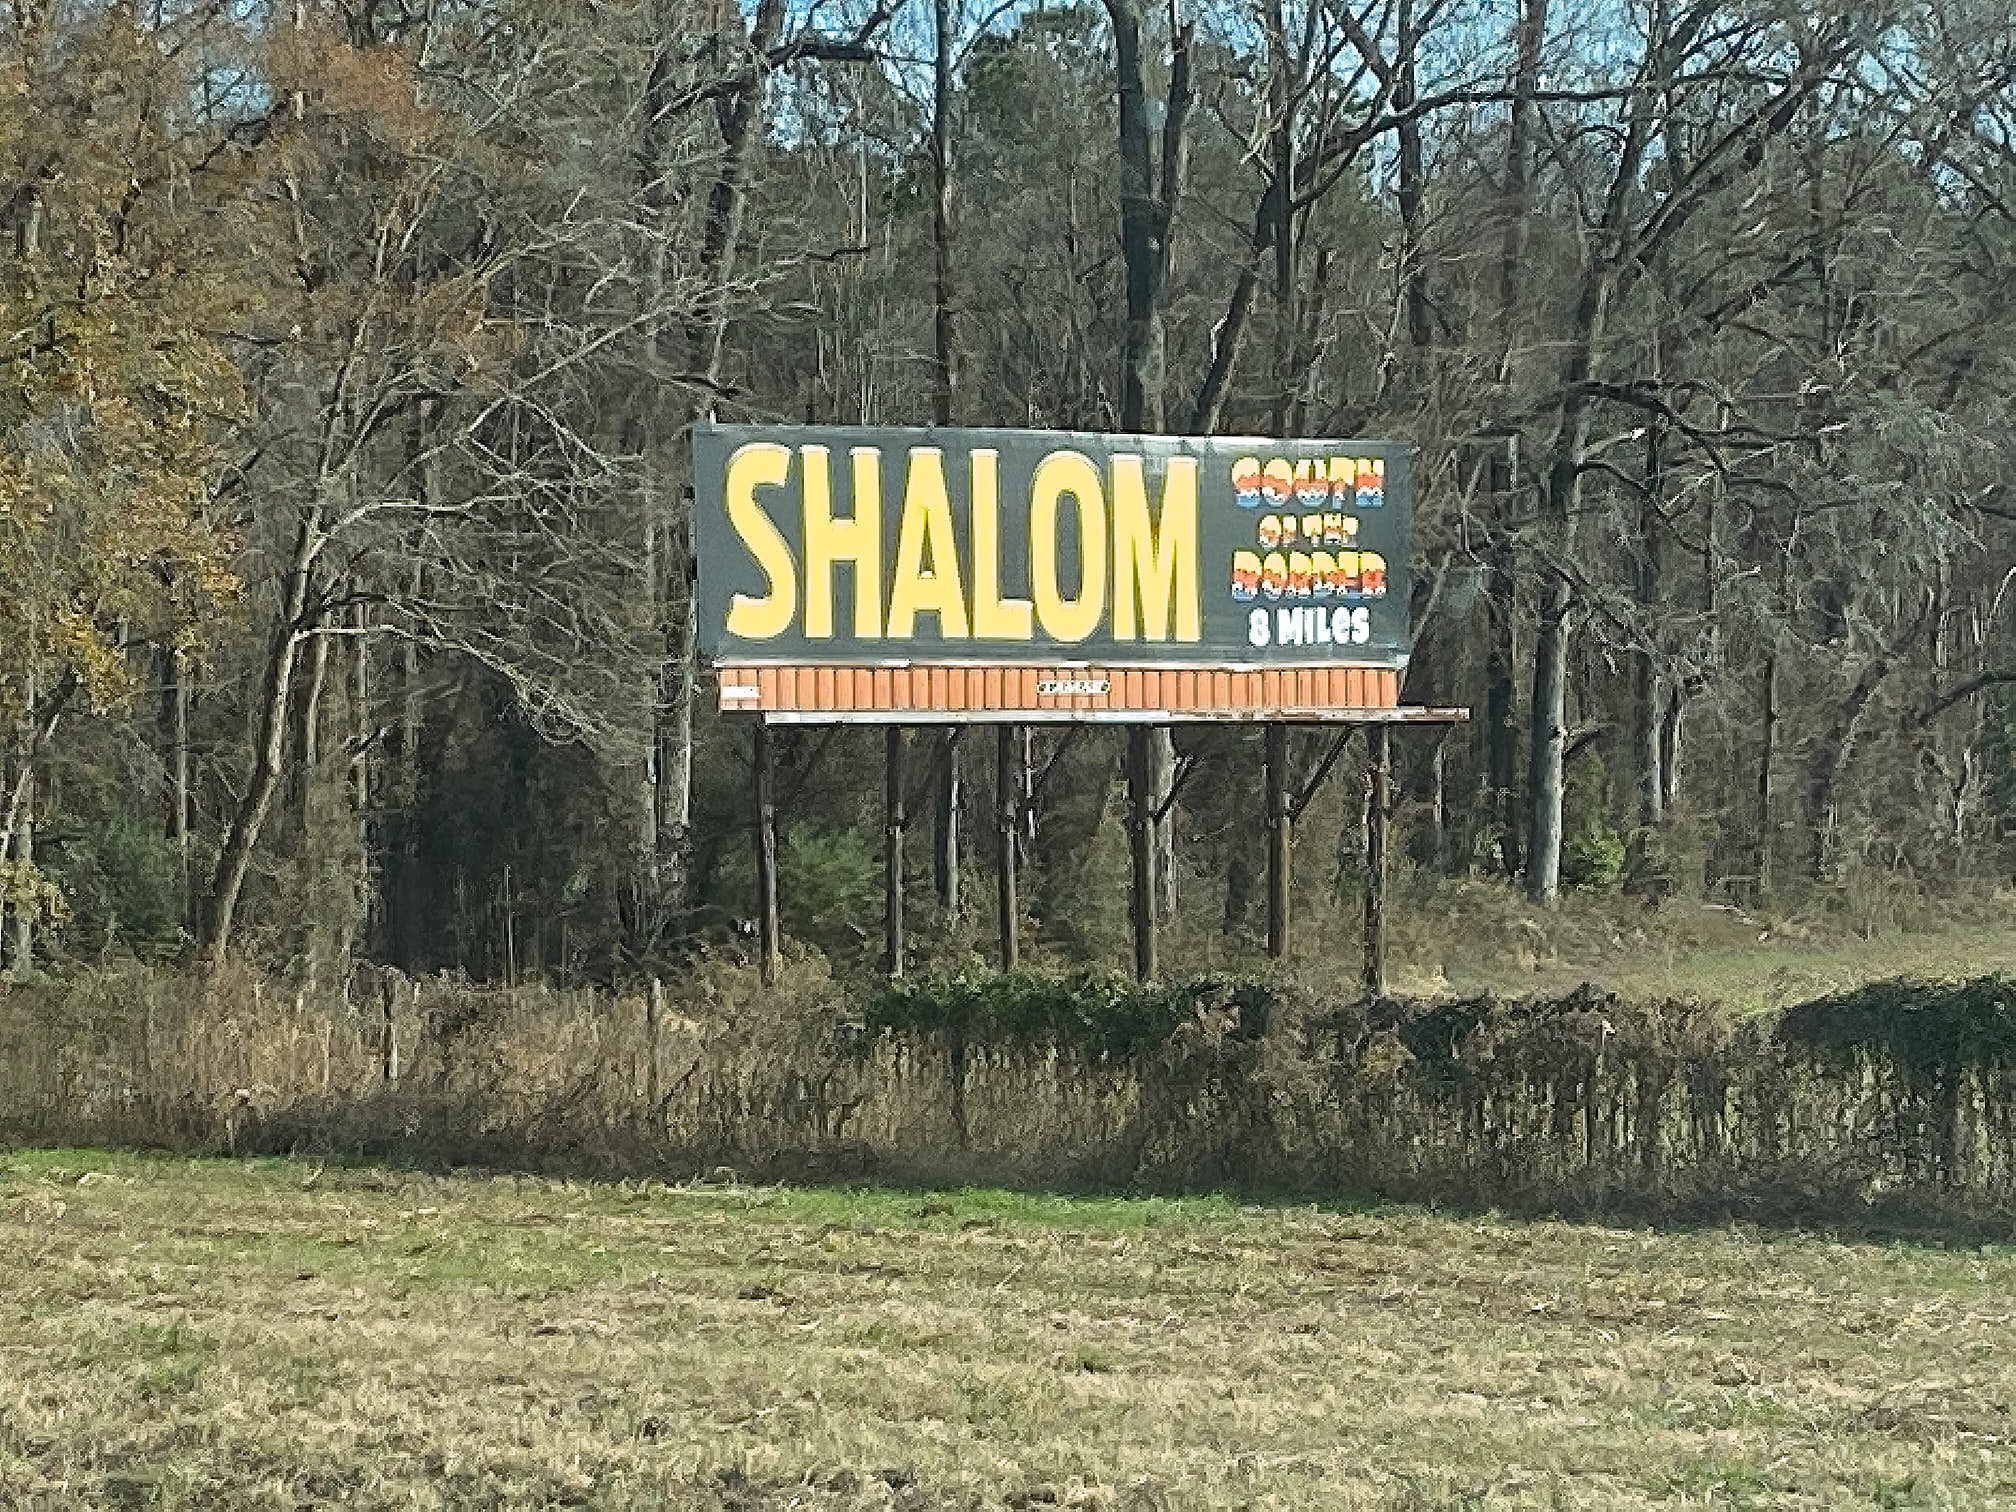 SHALOM
SOUTH
OF THE
BORDER
8 MILES